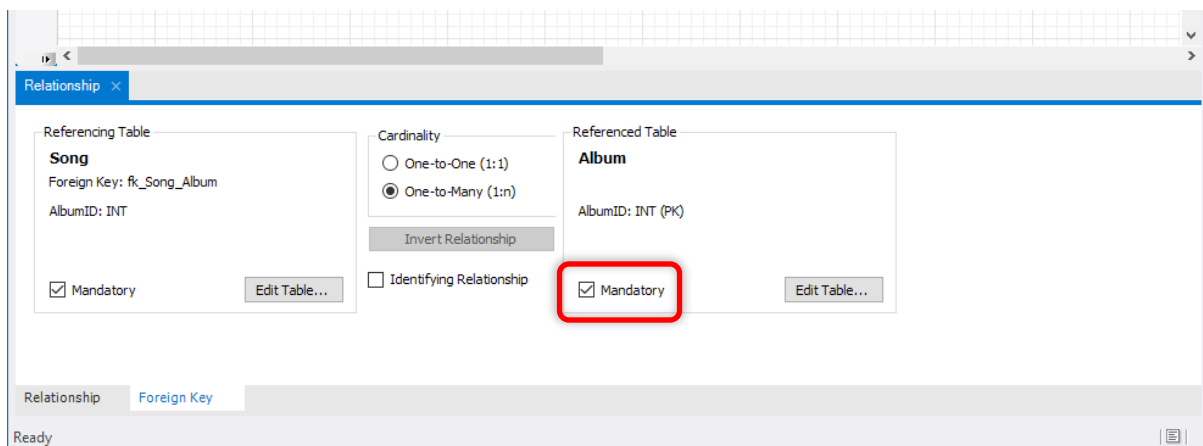 Relationship ×
Referencing Table
Song
Foreign Key: fk_Song_Album
AlbumID: INT
Mandatory
Edit Table...
Cardinality
One-to-One (1:1)
One-to-Many (1:n)
Invert Relationship
Identifying Relationship
Referenced Table
Album
AlbumID: INT (PK)
Mandatory
Edit Table...
Relationship
Foreign Key
Ready